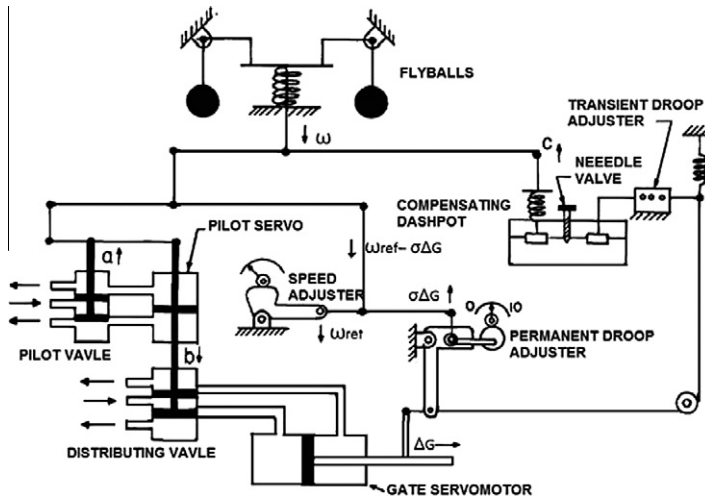 FLYBALLS
TRANSIENT DROOP
ADJUSTER
ω
C
NEEEDLE
VALVE
COMPENSATING
DASHPOT
PILOT SERVO
a
ωref–σΔG
SPEED
ADJUSTER
σΔG
0
10
ωref
PERMANENT DROOP
ADJUSTER
PILOT VAVLE
b
ΔG
DISTRIBUTING VAVLE
GATE SERVOMOTOR